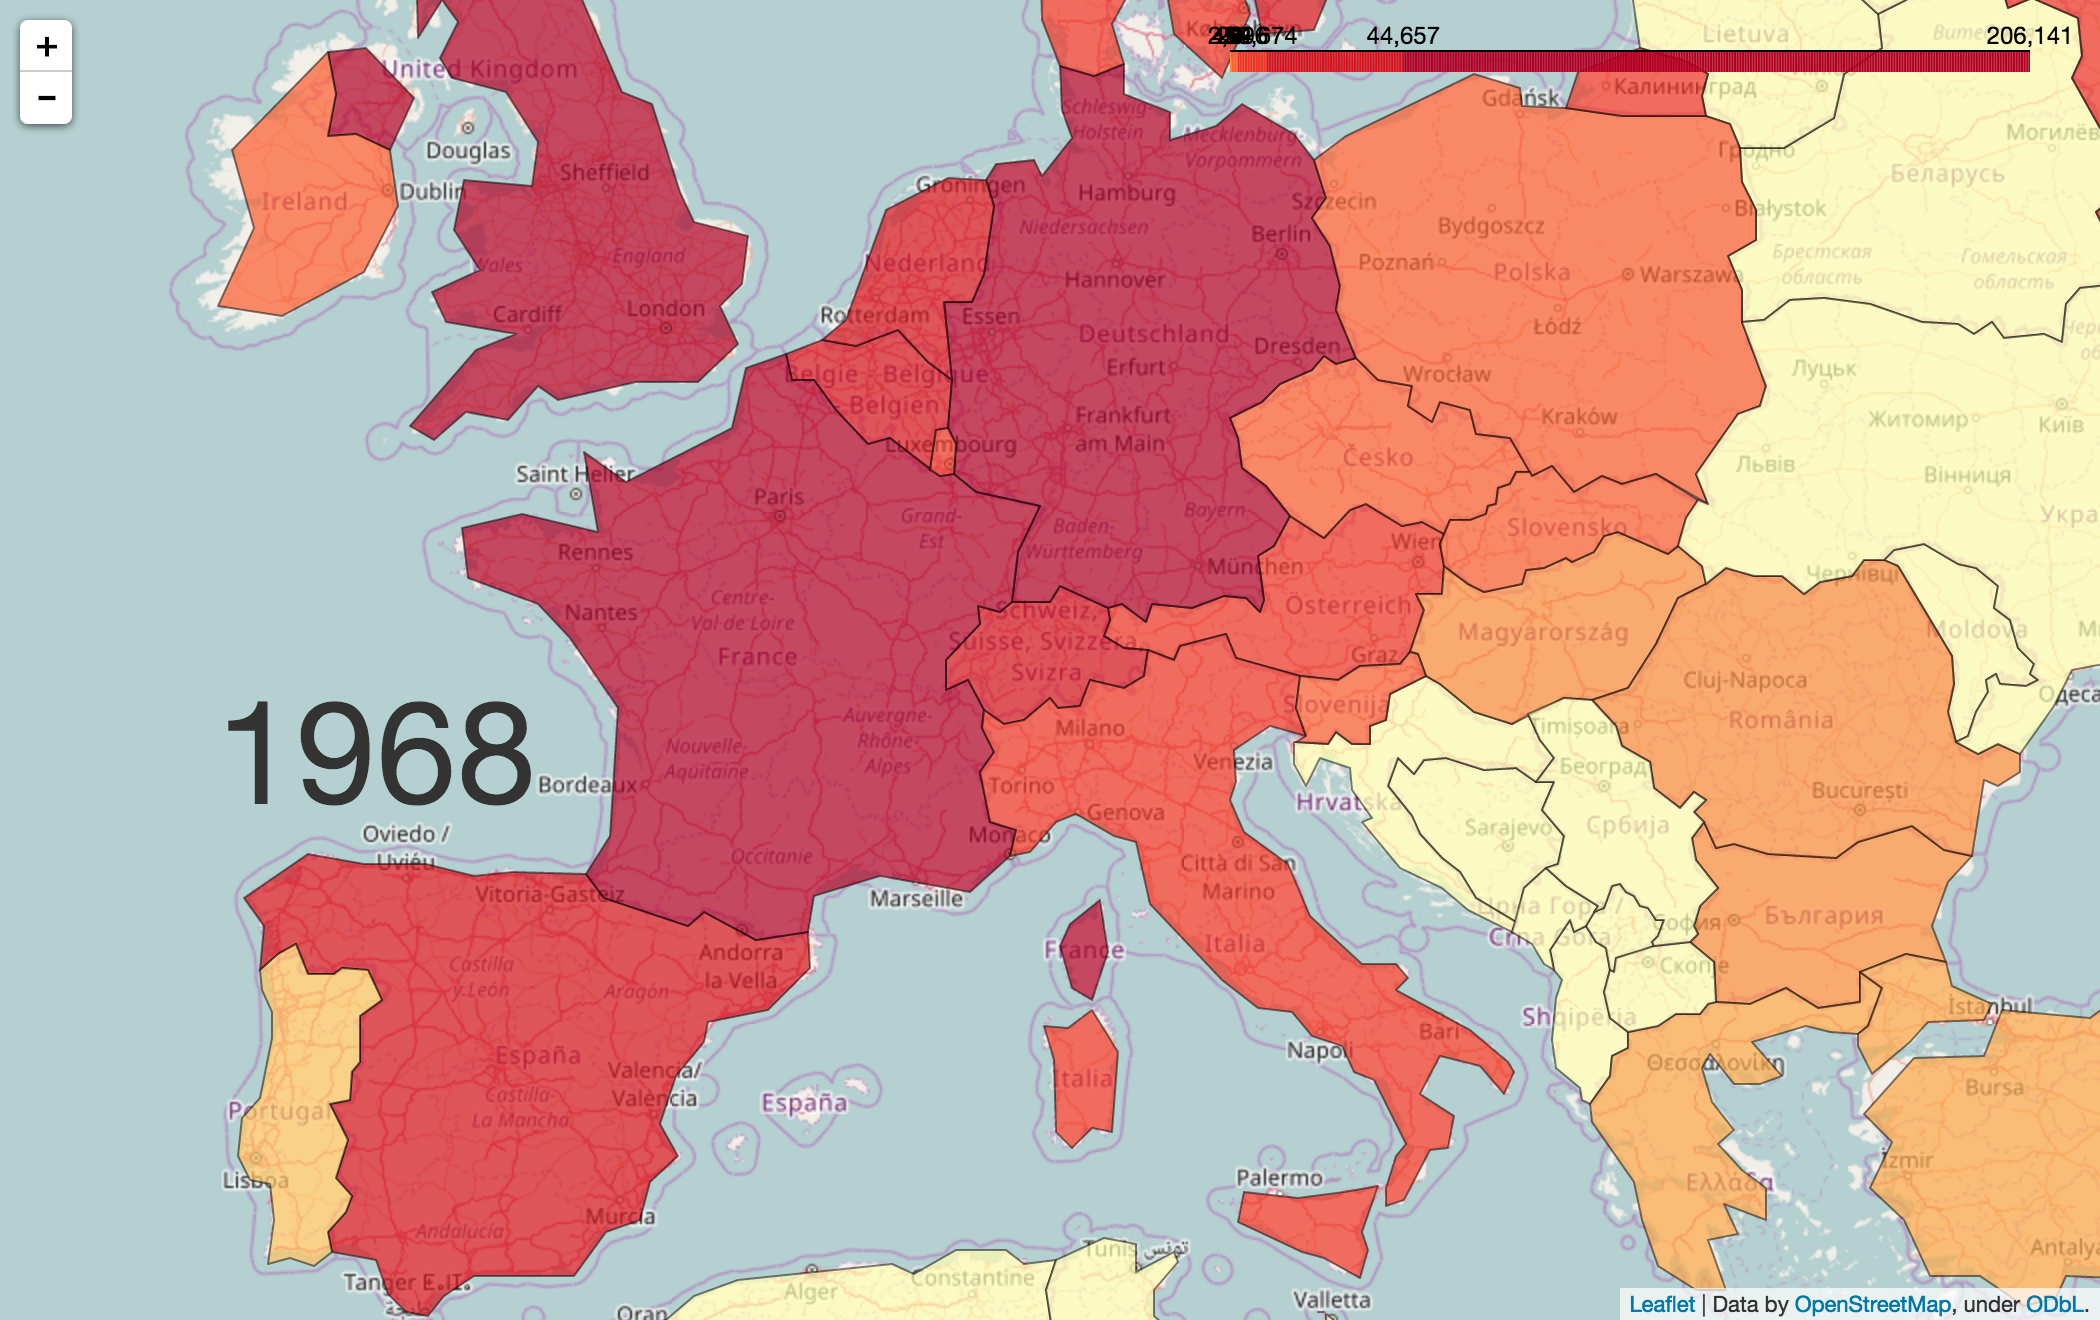 +
−
44,657
206,141
København
Lietuva
United Kingdom
Gdańsk
Калининград
Schleswig-
Holstein
Mecklenburg-
Vorpommern
Douglas
Sheffield
Могилёв
Гродно
Беларусь
Ireland
Dublin
Groningen
Hamburg
Szczecin
Białystok
Niedersachsen
Berlin
Bydgoszcz
Wales
England
Nederland
Poznań
Polska
Warszawa
Брестская
область
Гомельская
область
Hannover
Cardiff
London
Rotterdam
Essen
Łódź
Deutschland
Dresden
Erfurt
Wrocław
Луцьк
België - Belgique
Belgien
Frankfurt
am Main
Kraków
Житомир
Київ
Luxembourg
Česko
Львів
Вінниця
Saint Helier
Paris
Grand-
Est
Baden-
Württemberg
Bayern
Slovensko
Укра
Rennes
Wien
München
Чернівці
Centre-
Val de Loire
Nantes
Schweiz,
Suisse, Svizzera,
Svizra
Österreich
Magyarország
Moldova
France
Graz
Cluj-Napoca
Одеса
1968
Slovenija
România
Auvergne-
Rhône-
Alpes
Milano
Timișoara
Nouvelle-
Aquitaine
Venezia
Београд
Bordeaux
Torino
București
Hrvatska
Genova
Sarajevo
Србија
Oviedo /
Uviéu
Monaco
Occitanie
Città di San
Marino
Vitoria-Gasteiz
Marseille
Црна Гора /
Crna Gora
София
България
Andorra
la Vella
France
Italia
Скопје
Castilla
y León
Aragón
İstanbul
Shqipëria
Bari
Napoli
España
Valencia/
València
Θεσσαλονίκη
Italia
Bursa
Castilla-
La Mancha
España
Portugal
Lisboa
Palermo
İzmir
Ελλάδα
Murcia
Andalucía
Tunis تونس
Antalya
Constantine
Tanger
Alger
Valletta
Oran
Leaflet | Data by OpenStreetMap, under ODbL.